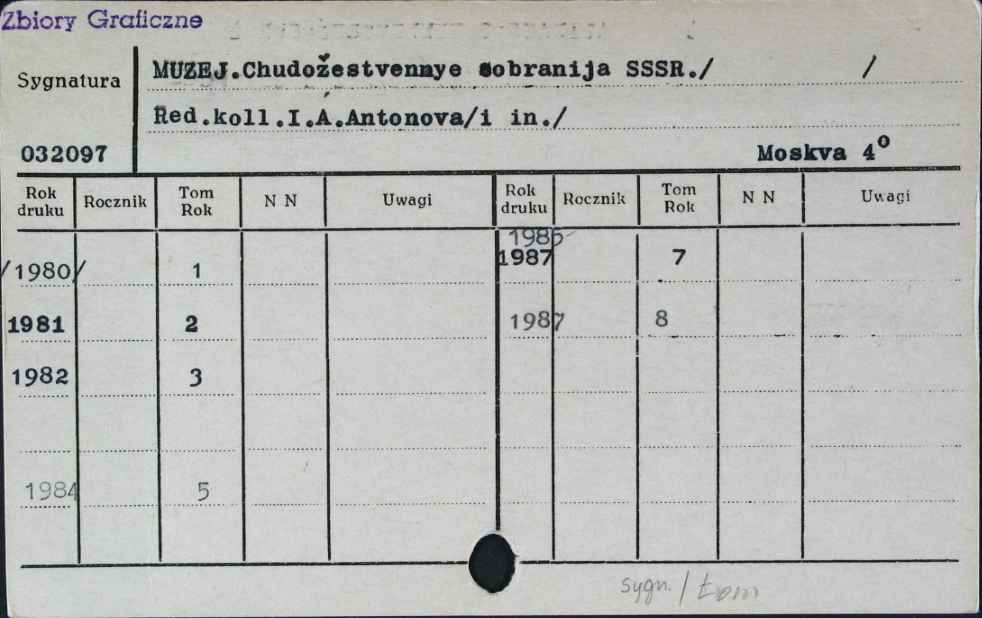 Zbiory Graficzne
Sygnatura
032097
MUZEJ.Chudožestvennye sobranija SSSR./ /
Red.koll.I.A.Antonova/i in./
Moskva 4º
Rok druku Rocznik Tom Rok N N Uwagi Rok druku Rocznik Tom Rok N N Uwagi
1986
/1980/ 1 1987 7
1981 2 1987 8
1982 3
1984 5
sygn. / tom